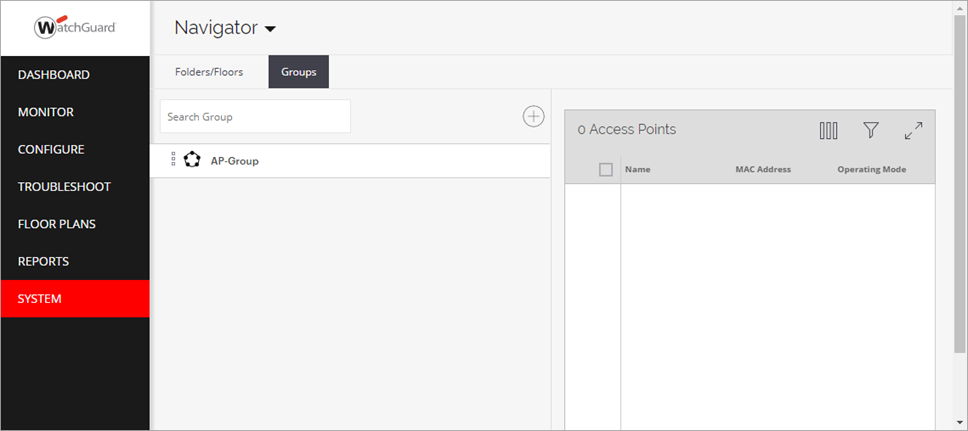 WatchGuard
Navigator
DASHBOARD
MONITOR
CONFIGURE
TROUBLESHOOT
FLOOR PLANS
REPORTS
SYSTEM
Folders/Floors Groups
Search Group
AP-Group
0 Access Points
Name MAC Address Operating Mode